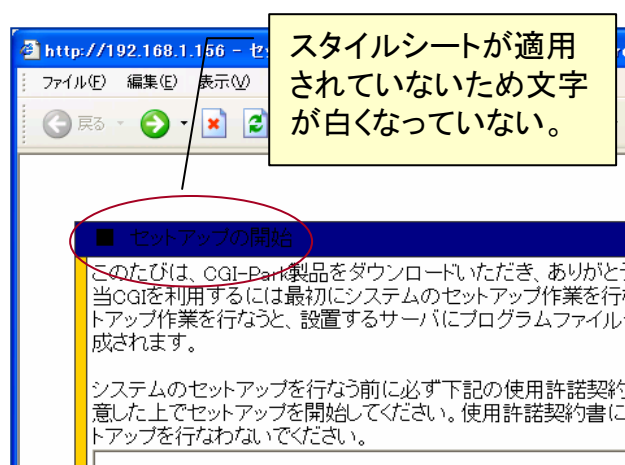 http://192.168.1.156 - セッ
スタイルシートが適用
されていないため文字
が白くなっていない。
ファイル(F) 編集(E) 表示(V)
戻る
■ セットアップの開始
このたびは、CGI-Park製品をダウンロードいただき、ありがとう
当CGIを利用するには最初にシステムのセットアップ作業を行
トアップ作業を行なうと、設置するサーバにプログラムファイル
成されます。
システムのセットアップを行なう前に必ず下記の使用許諾契約
意した上でセットアップを開始してください。使用許諾契約書に
トアップを行なわないでください。